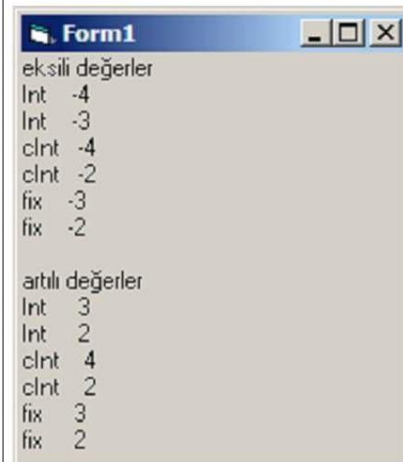 Form1
eksili değerler
Int -4
Int -3
cInt -4
cInt -2
fix -3
fix -2
artılı değerler
Int 3
Int 2
cInt 4
cInt 2
fix 3
fix 2